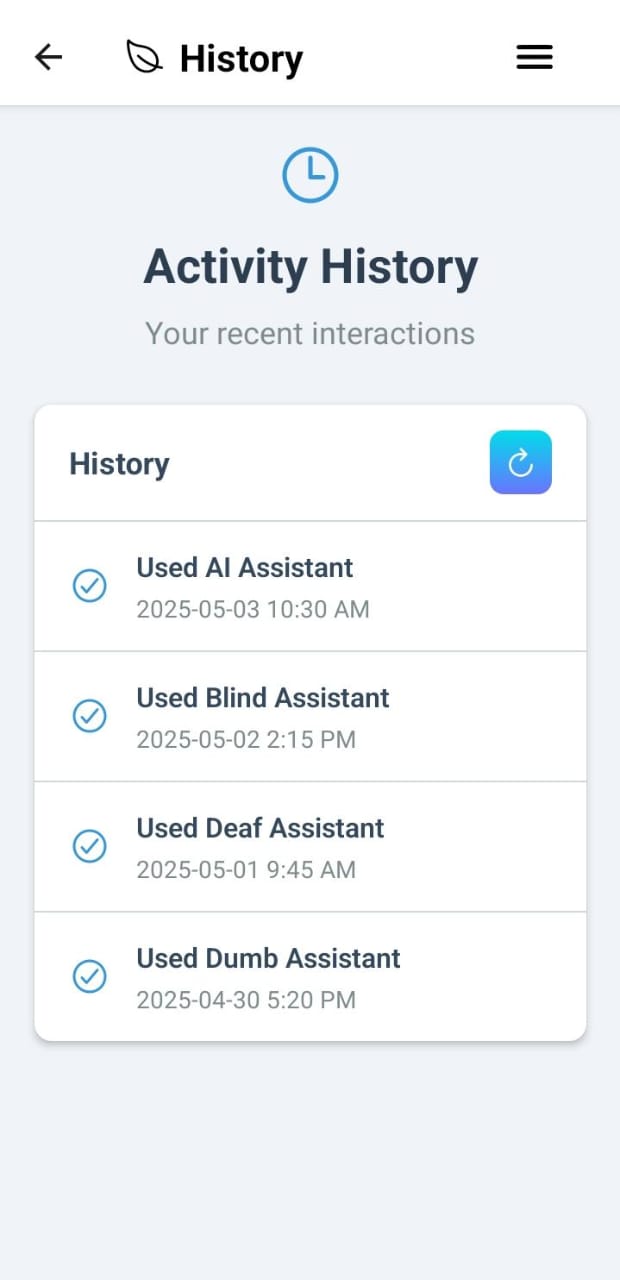 History
Activity History
Your recent interactions
History
Used AI Assistant
2025-05-03 10:30 AM
Used Blind Assistant
2025-05-02 2:15 PM
Used Deaf Assistant
2025-05-01 9:45 AM
Used Dumb Assistant
2025-04-30 5:20 PM